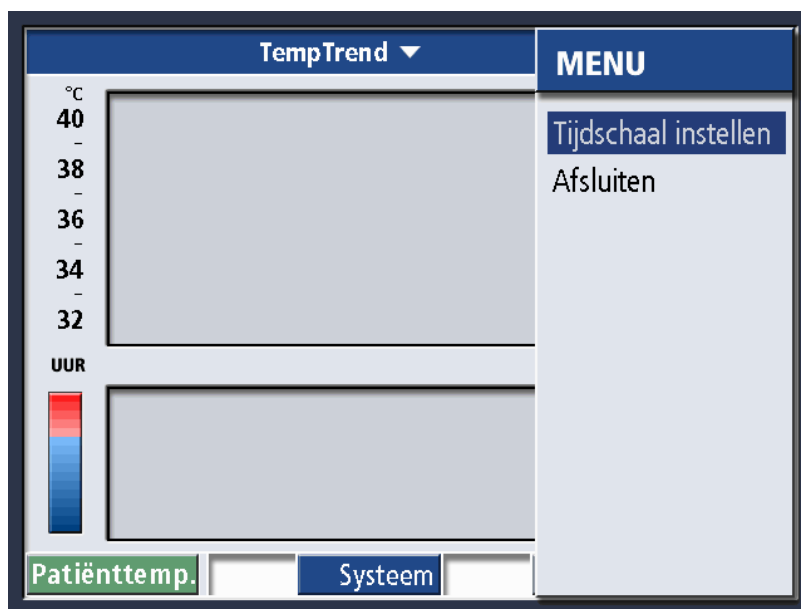 TempTrend
MENU
°C
40
38
36
34
32
UUR
Tijdschaal instellen
Afsluiten
Patiënttemp.
Systeem